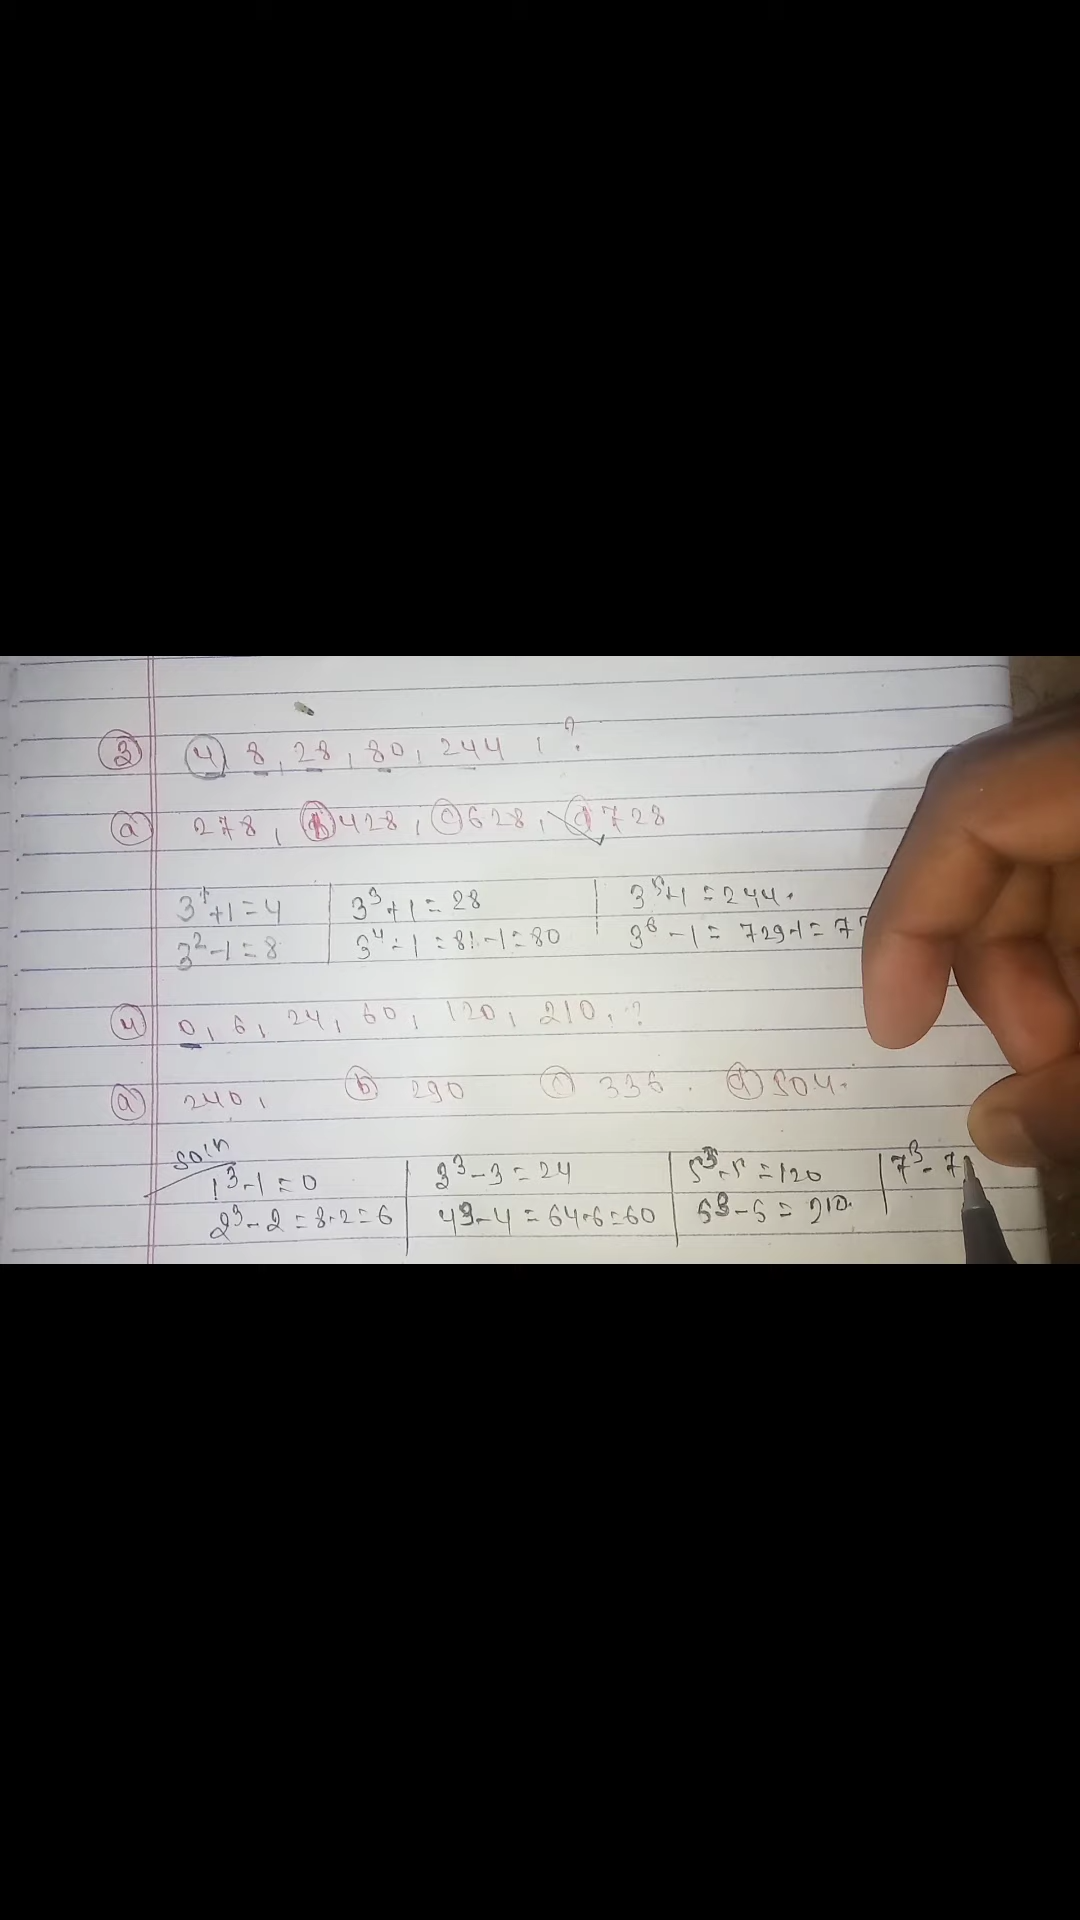 ③ 4, 8, 28, 80, 244, ?
ⓐ 278, ⓑ 428, ⓒ 628, ⓓ 728
3¹+1=4 3³+1=28 3⁵+1=244.
3²-1=8 3⁴-1=81-1=80 3⁶-1=729-1=72
④ 0, 6, 24, 60, 120, 210, ?
ⓐ 240, ⓑ 290 ⓒ 336. ⓓ 504.
soln
1³-1=0 3³-3=24 5³-5=120 7³-7
2³-2=8-2=6 4³-4=64-6=60 6³-6=210.